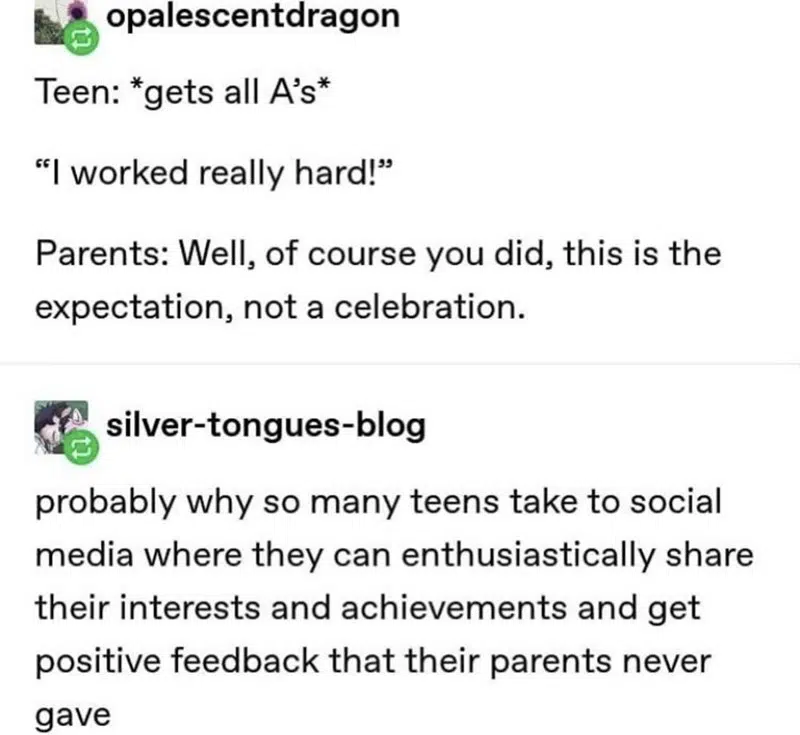 opalescentdragon
Teen: *gets all A’s*
“I worked really hard!”
Parents: Well, of course you did, this is the
expectation, not a celebration.
silver-tongues-blog
probably why so many teens take to social
media where they can enthusiastically share
their interests and achievements and get
positive feedback that their parents never
gave